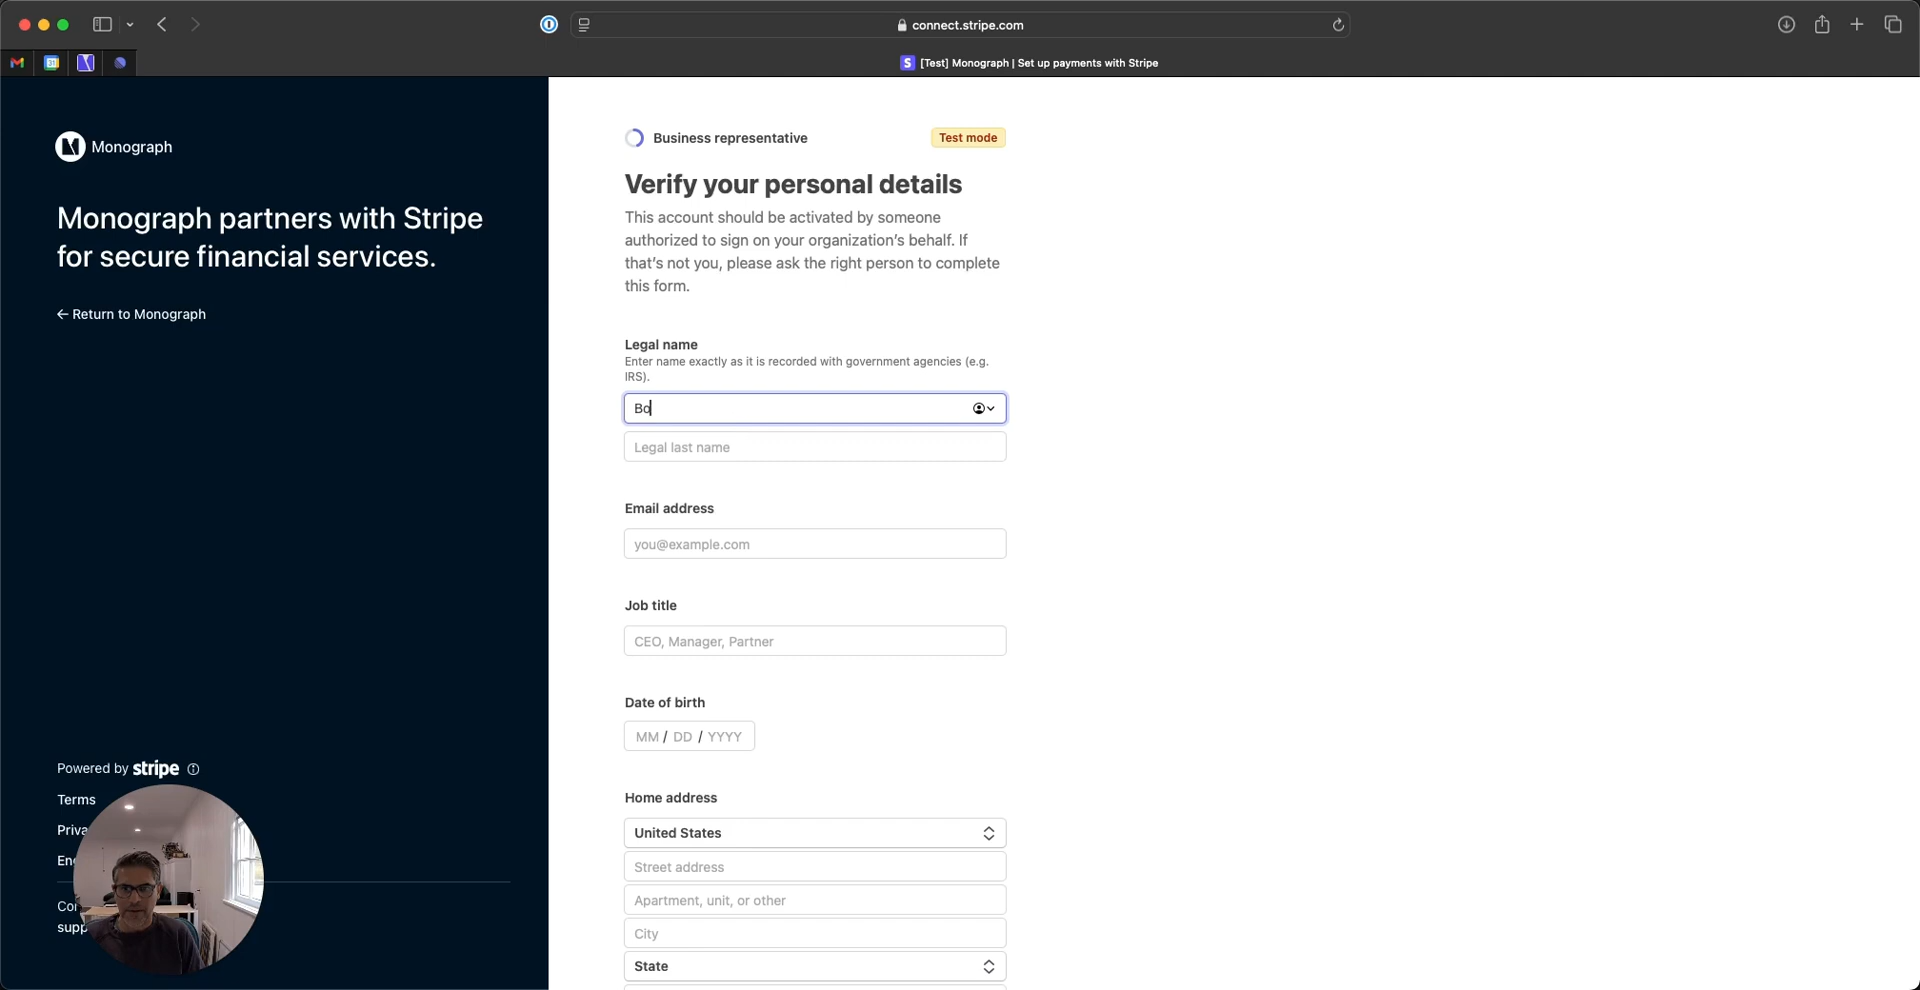 connect.stripe.com
S [Test] Monograph | Set up payments with Stripe
Monograph
Monograph partners with Stripe
for secure financial services.
← Return to Monograph
Powered by stripe
Terms
Business representative
Test mode
Verify your personal details
This account should be activated by someone
authorized to sign on your organization's behalf. If
that's not you, please ask the right person to complete
this form.
Legal name
Enter name exactly as it is recorded with government agencies (e.g.
IRS).
Bo
Legal last name
Email address
you@example.com
Job title
CEO, Manager, Partner
Date of birth
MM / DD / YYYY
Home address
United States
Street address
Apartment, unit, or other
City
State